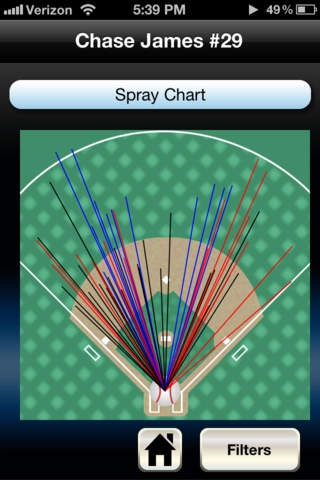 Verizon 5:39 PM 49%
Chase James #29
Spray Chart
Filters